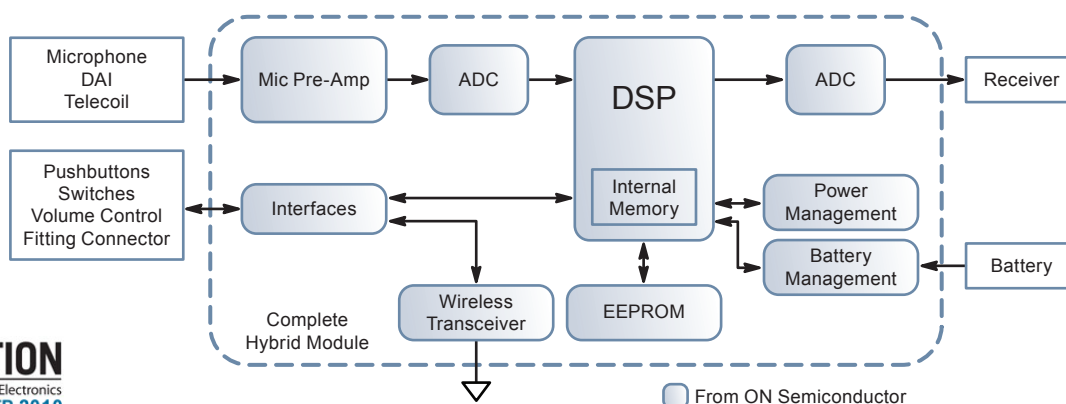 Microphone
DAI
Telecoil
Mic Pre-Amp
ADC
DSP
Internal
Memory
ADC
Receiver
Pushbuttons
Switches
Volume Control
Fitting Connector
Interfaces
Power
Management
Battery
Management
Battery
Wireless
Transceiver
EEPROM
Complete
Hybrid Module
From ON Semiconductor
TION
Electronics
2010